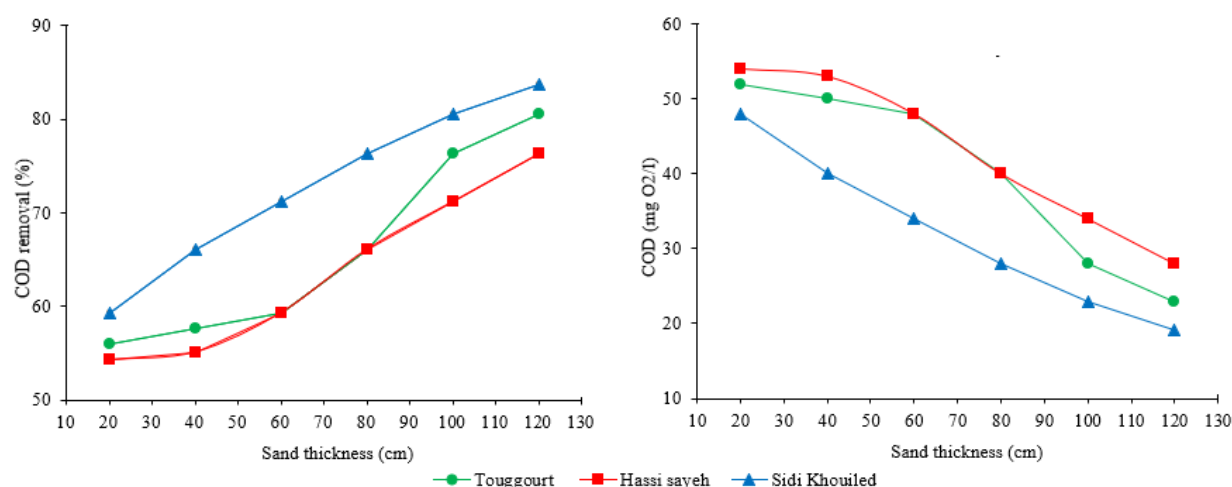 COD removal (%)
90
80
70
60
50
10 20 30 40 50 60 70 80 90 100 110 120 130
Sand thickness (cm)
COD (mg O2/l)
60
50
40
30
20
10
10 20 30 40 50 60 70 80 90 100 110 120 130
Sand thickness (cm)
Touggourt Hassi sayeh Sidi Khouiled